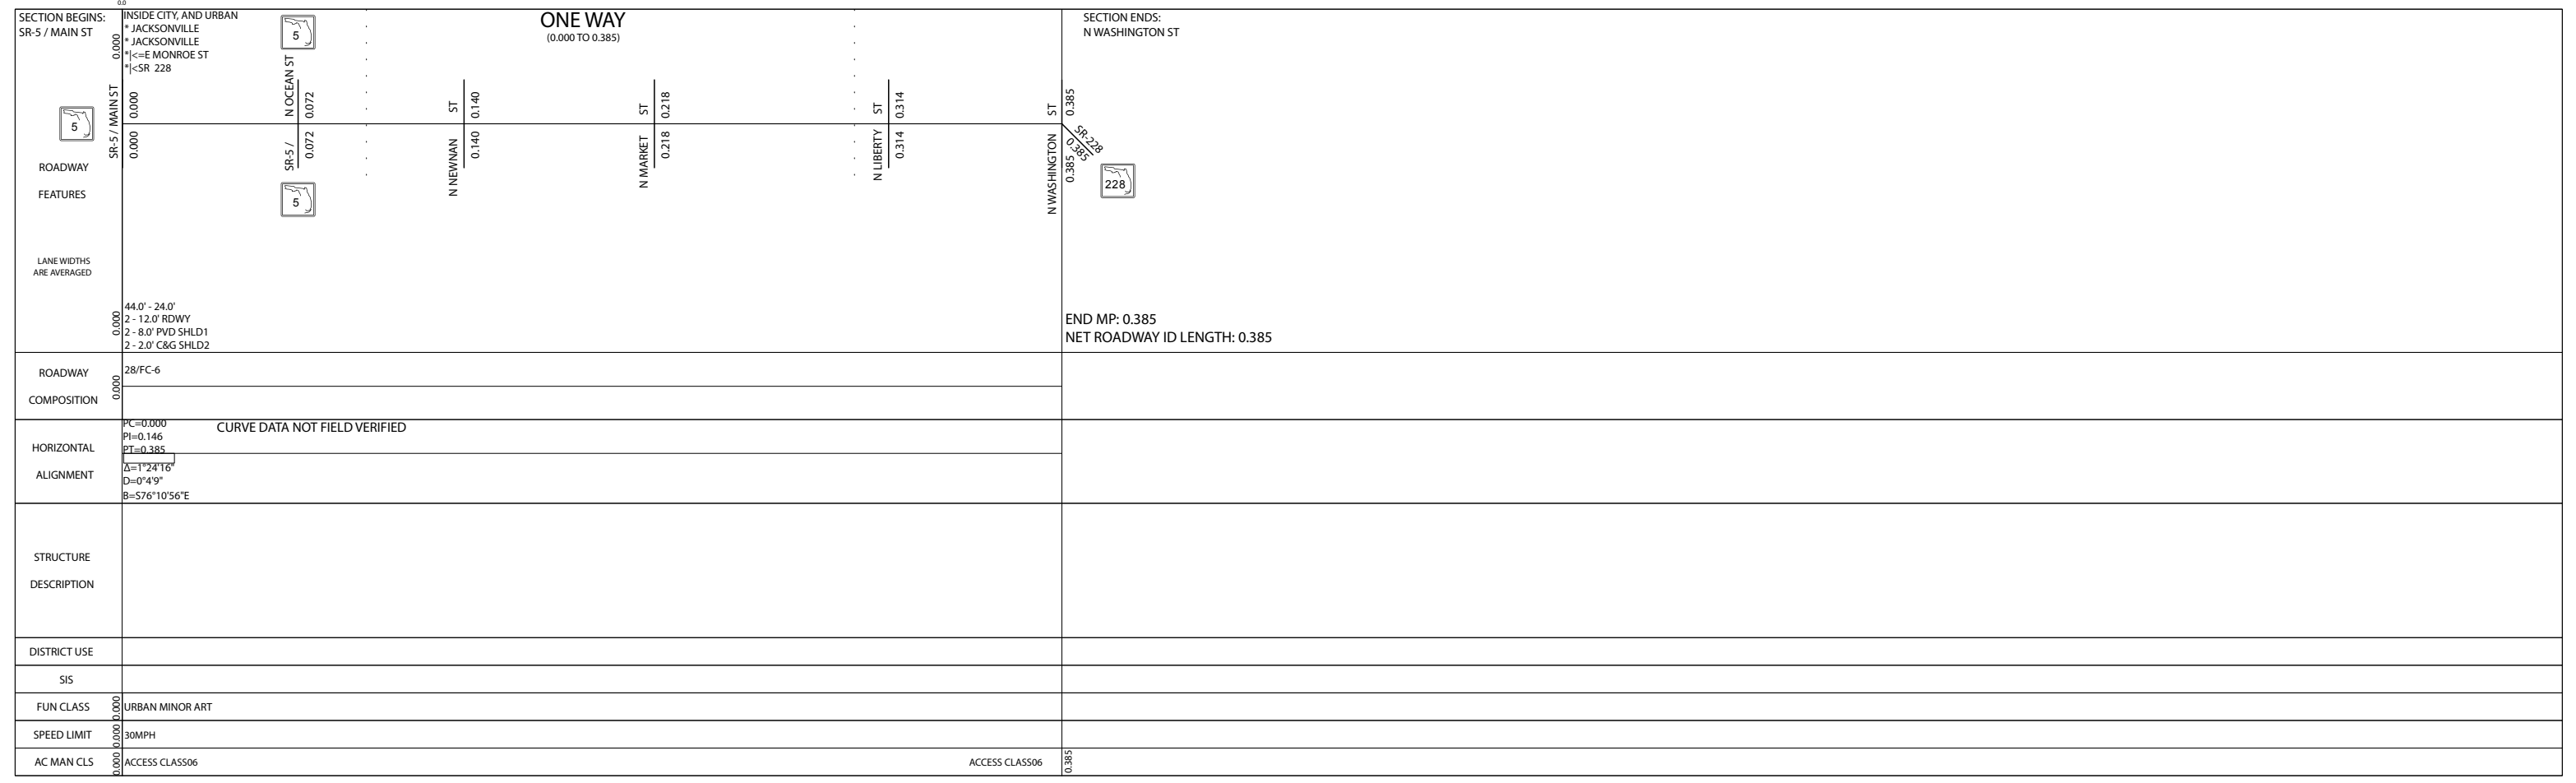 0.0
SECTION BEGINS:
SR-5 / MAIN ST
0.000
INSIDE CITY, AND URBAN
* JACKSONVILLE
* JACKSONVILLE
*|<=E MONROE ST
*|<SR 228
5
ONE WAY
(0.000 TO 0.385)
SECTION ENDS:
N WASHINGTON ST
5
SR-5 / MAIN ST
0.000
0.000
SR-5 / N OCEAN ST
0.072
0.072
5
N NEWNAN ST
0.140
0.140
N MARKET ST
0.218
0.218
N LIBERTY ST
0.314
0.314
N WASHINGTON ST
0.385
0.385
SR-228
0.385
228
ROADWAY
FEATURES
LANE WIDTHS
ARE AVERAGED
0.000
44.0' - 24.0'
2 - 12.0' RDWY
2 - 8.0' PVD SHLD1
2 - 2.0' C&G SHLD2
END MP: 0.385
NET ROADWAY ID LENGTH: 0.385
ROADWAY
COMPOSITION
0.000
28/FC-6
HORIZONTAL
ALIGNMENT
PC=0.000
PI=0.146
PT=0.385
CURVE DATA NOT FIELD VERIFIED
Δ=1°24'16"
D=0°4'9"
B=S76°10'56"E
STRUCTURE
DESCRIPTION
DISTRICT USE
SIS
FUN CLASS
0.000
URBAN MINOR ART
SPEED LIMIT
0.000
30MPH
AC MAN CLS
0.000
ACCESS CLASS06
ACCESS CLASS06
0.385